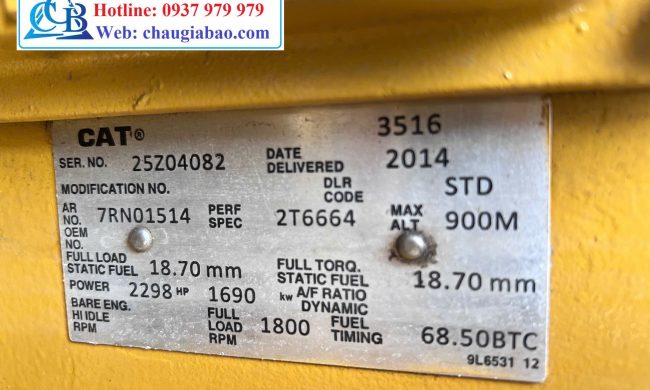 CGB
Hotline: 0937 979 979
Web: chaugiabao.com
CAT® 3516
SER. NO. 25Z04082 DATE DELIVERED 2014
MODIFICATION NO. DLR CODE STD
AR NO. 7RN01514 PERF SPEC 2T6664 MAX ALT 900M
OEM NO.
FULL LOAD STATIC FUEL 18.70 mm FULL TORQ. STATIC FUEL 18.70 mm
POWER 2298 HP 1690 kw A/F RATIO DYNAMIC
BARE ENG. HI IDLE RPM FULL LOAD RPM 1800 FUEL TIMING 68.50BTC
9L6531 12